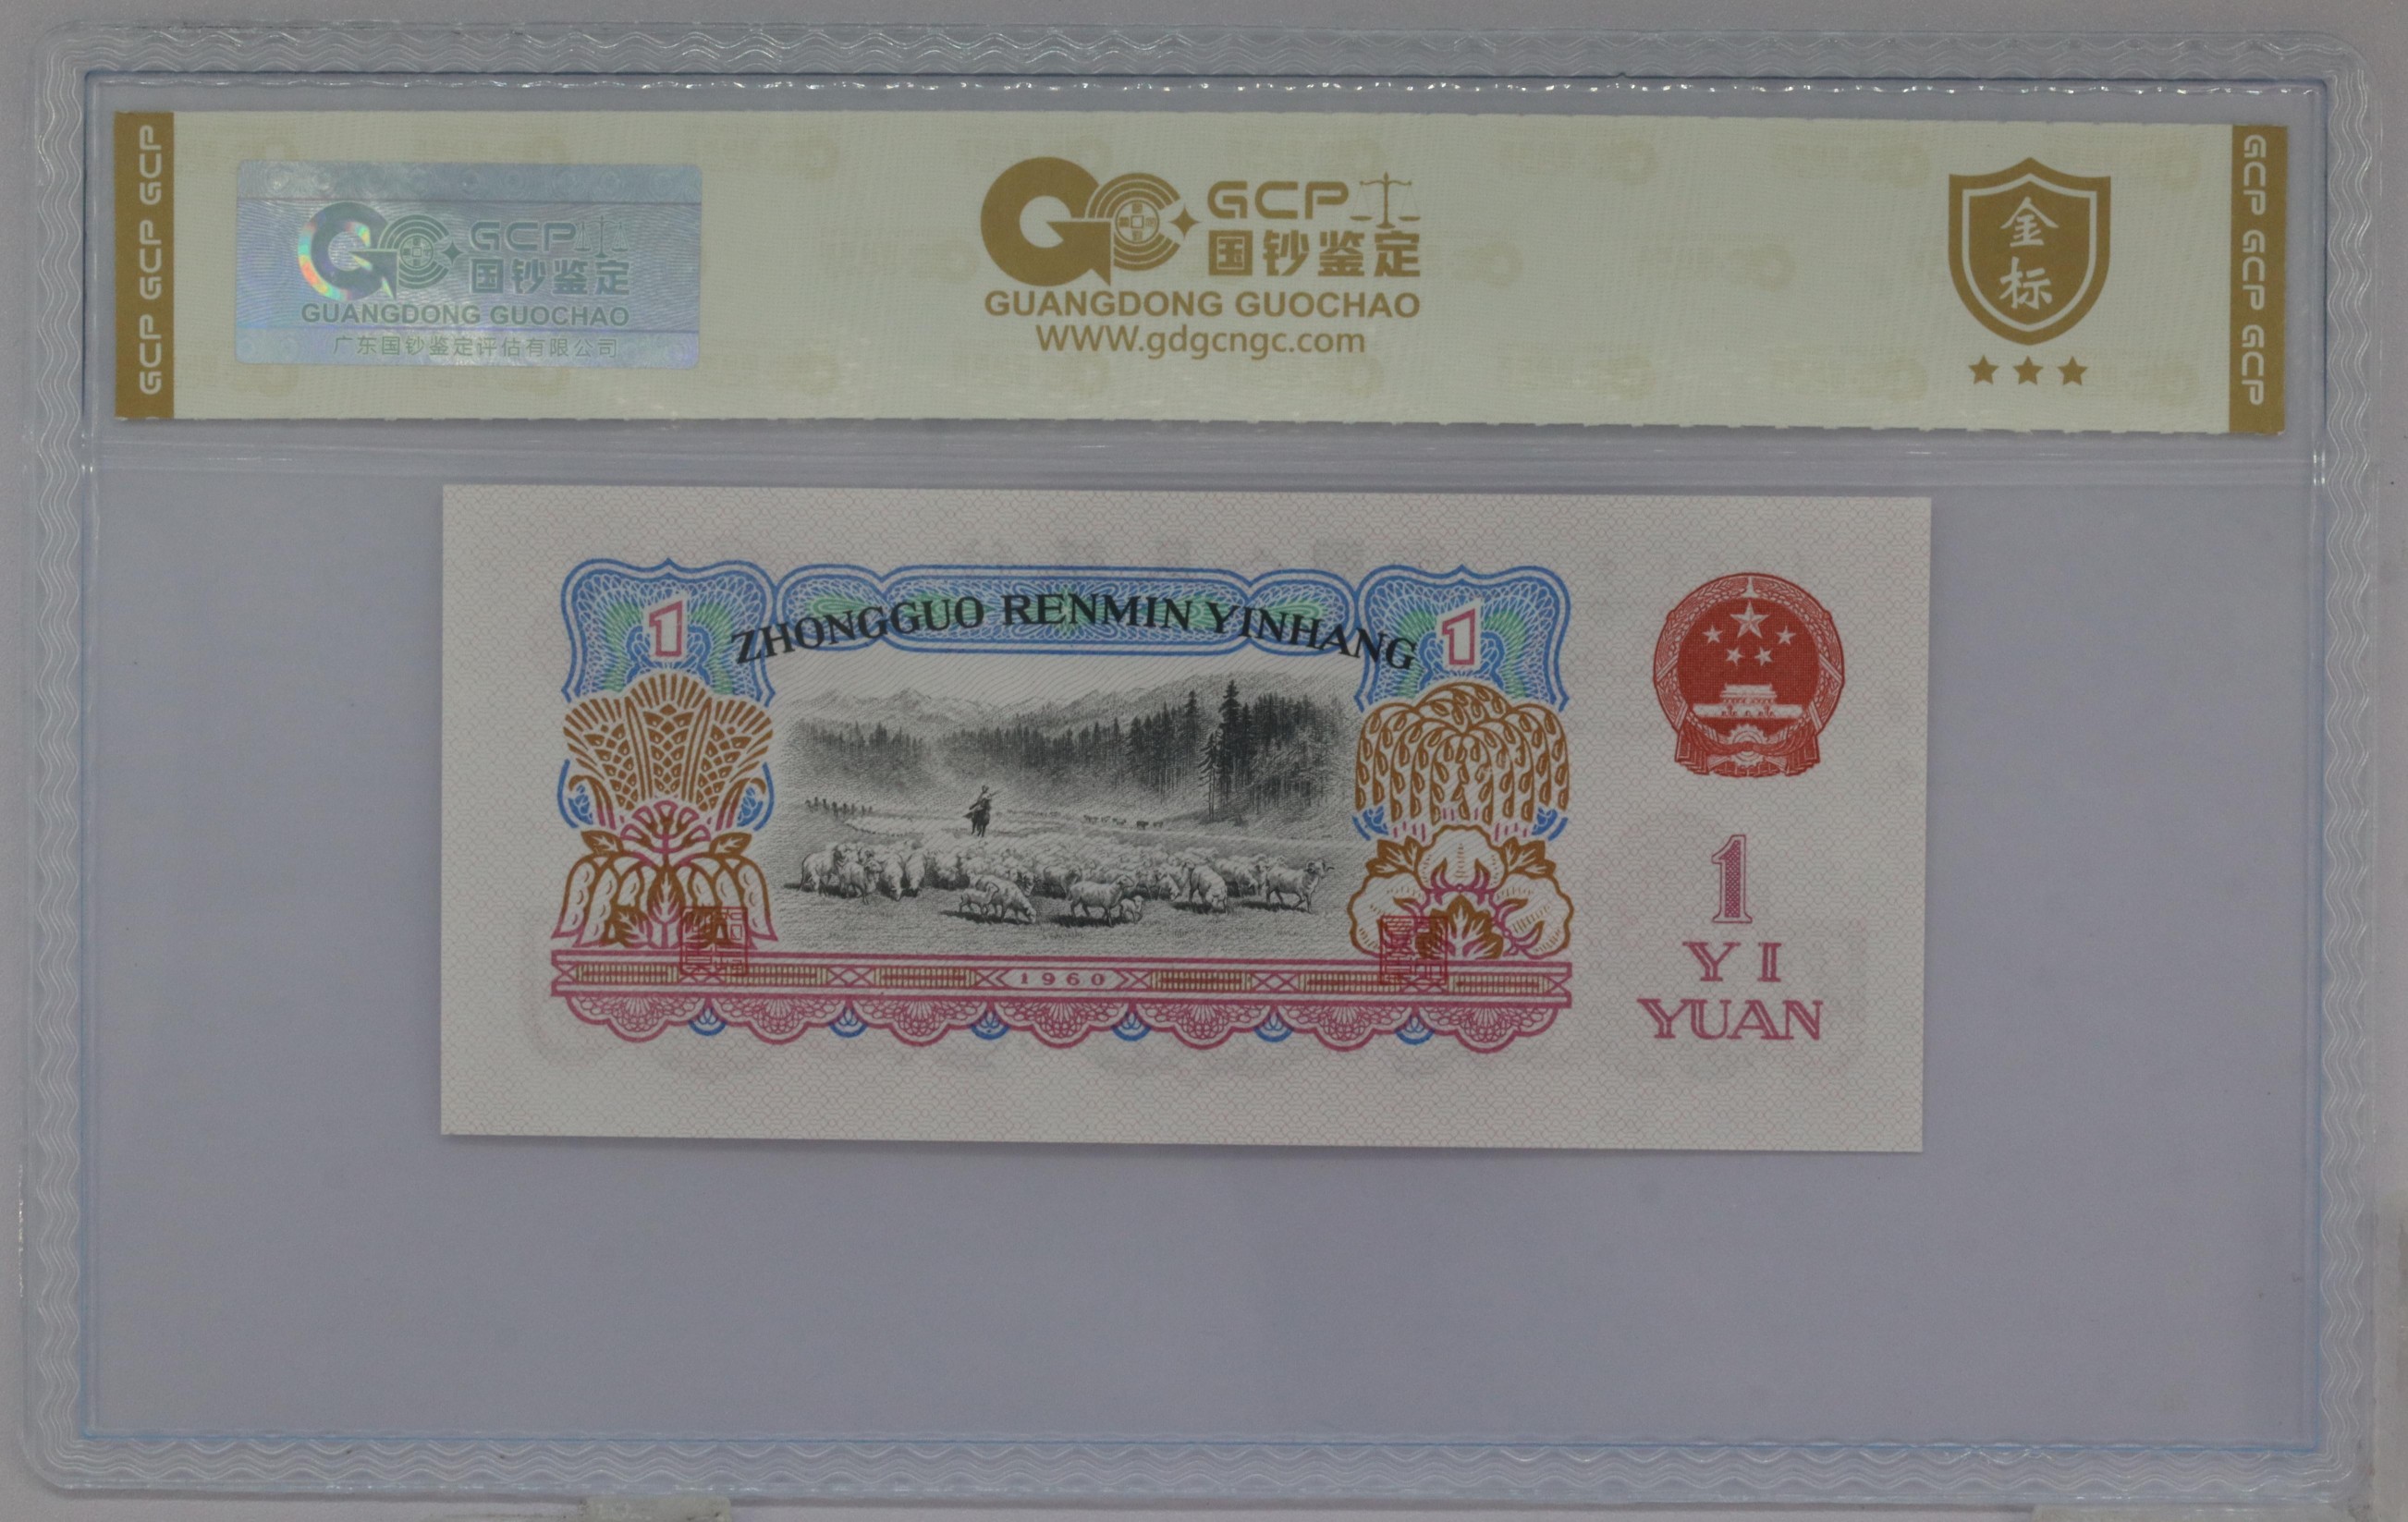 GCP GCP GCP
GCP
国钞鉴定
GUANGDONG GUOCHAO
广东国钞鉴定评估有限公司
GCP
国钞鉴定
GUANGDONG GUOCHAO
WWW.gdgcngc.com
金
标
GCP GCP GCP
1
ZHONGGUO RENMIN YINHANG
1
1960
1
YI
YUAN